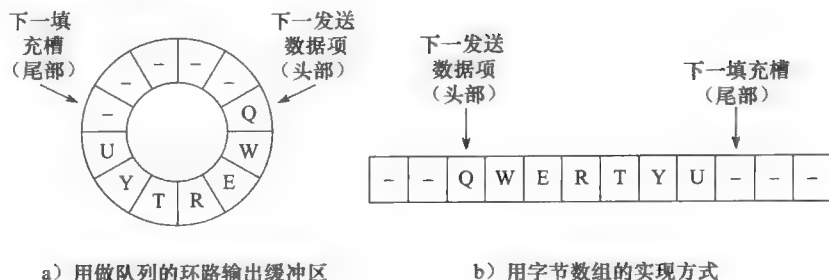 下一填
充槽
（尾部）
下一发送
数据项
（头部）
- - - - - Q W E R T Y U
下一发送
数据项
（头部）
下一填充槽
（尾部）
- - Q W E R T Y U - - -
a）用做队列的环路输出缓冲区
b）用字节数组的实现方式